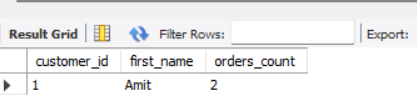 Result Grid Filter Rows: Export:
customer_id first_name orders_count
1 Amit 2